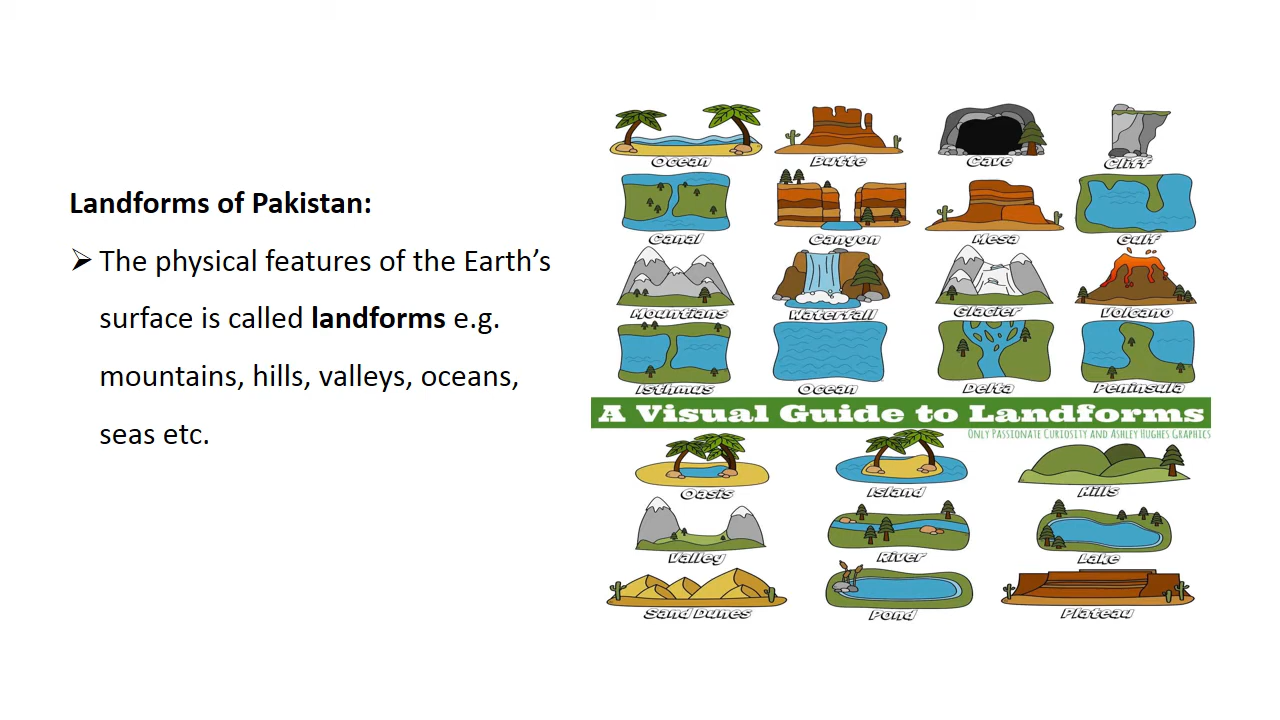 Landforms of Pakistan:
➢ The physical features of the Earth’s
surface is called landforms e.g.
mountains, hills, valleys, oceans,
seas etc.
Ocean Butte Cave Cliff
Canal Canyon Mesa Gulf
Mountians Waterfall Glacier Volcano
Isthmus Ocean Delta Peninsula
A Visual Guide to Landforms
Only Passionate Curiosity and Ashley Hughes Graphics
Oasis Island Hills
Valley River Lake
Sand Dunes Pond Plateau